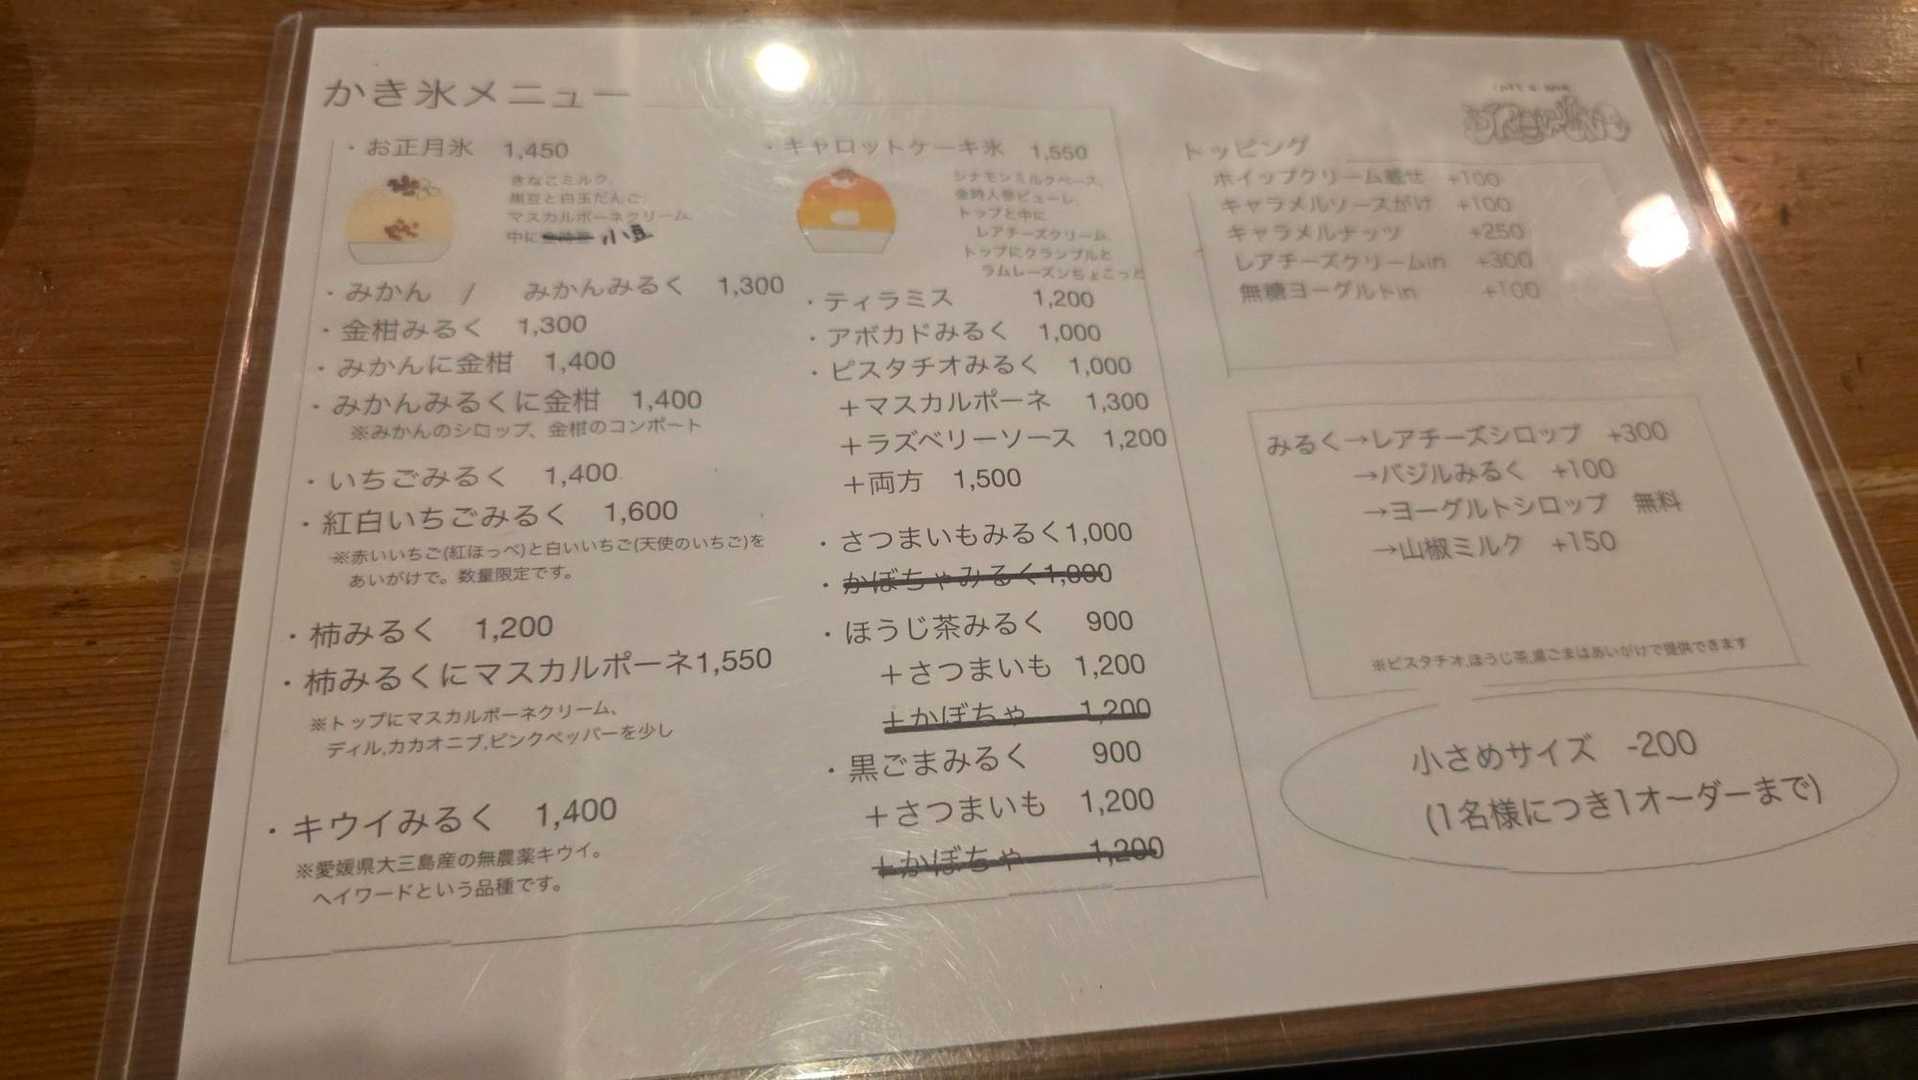 かき氷メニュー
・お正月氷 1,450
きなこミルク、
黒豆と白玉だんご、
マスカルポーネクリーム、
中に 小豆
・みかん / みかんみるく 1,300
・金柑みるく 1,300
・みかんに金柑 1,400
・みかんみるくに金柑 1,400
※みかんのシロップ、金柑のコンポート
・いちごみるく 1,400
・紅白いちごみるく 1,600
※赤いいちご(紅ほっぺ)と白いいちご(天使のいちご)を
あいがけで。数量限定です。
・柿みるく 1,200
・柿みるくにマスカルポーネ1,550
※トップにマスカルポーネクリーム、
ディル,カカオニブ,ピンクペッパーを少し
・キウイみるく 1,400
※愛媛県大三島産の無農薬キウイ。
ヘイワードという品種です。
・キャロットケーキ氷 1,550
シナモンミルクベース、
金時人参ピューレ、
トップと中に
レアチーズクリーム、
トップにクランブルと
ラムレーズンちょこっと
・ティラミス 1,200
・アボカドみるく 1,000
・ピスタチオみるく 1,000
＋マスカルポーネ 1,300
＋ラズベリーソース 1,200
＋両方 1,500
・さつまいもみるく1,000
・かぼちゃみるく1,000
・ほうじ茶みるく 900
＋さつまいも 1,200
＋かぼちゃ 1,200
・黒ごまみるく 900
＋さつまいも 1,200
＋かぼちゃ 1,200
トッピング
ホイップクリーム載せ +100
キャラメルソースがけ +100
キャラメルナッツ +250
レアチーズクリームin +300
無糖ヨーグルトin +100
みるく→レアチーズシロップ +300
→バジルみるく +100
→ヨーグルトシロップ 無料
→山椒ミルク +150
※ピスタチオ,ほうじ茶,黒ごまはあいがけで提供できます
小さめサイズ -200
(1名様につき1オーダーまで)